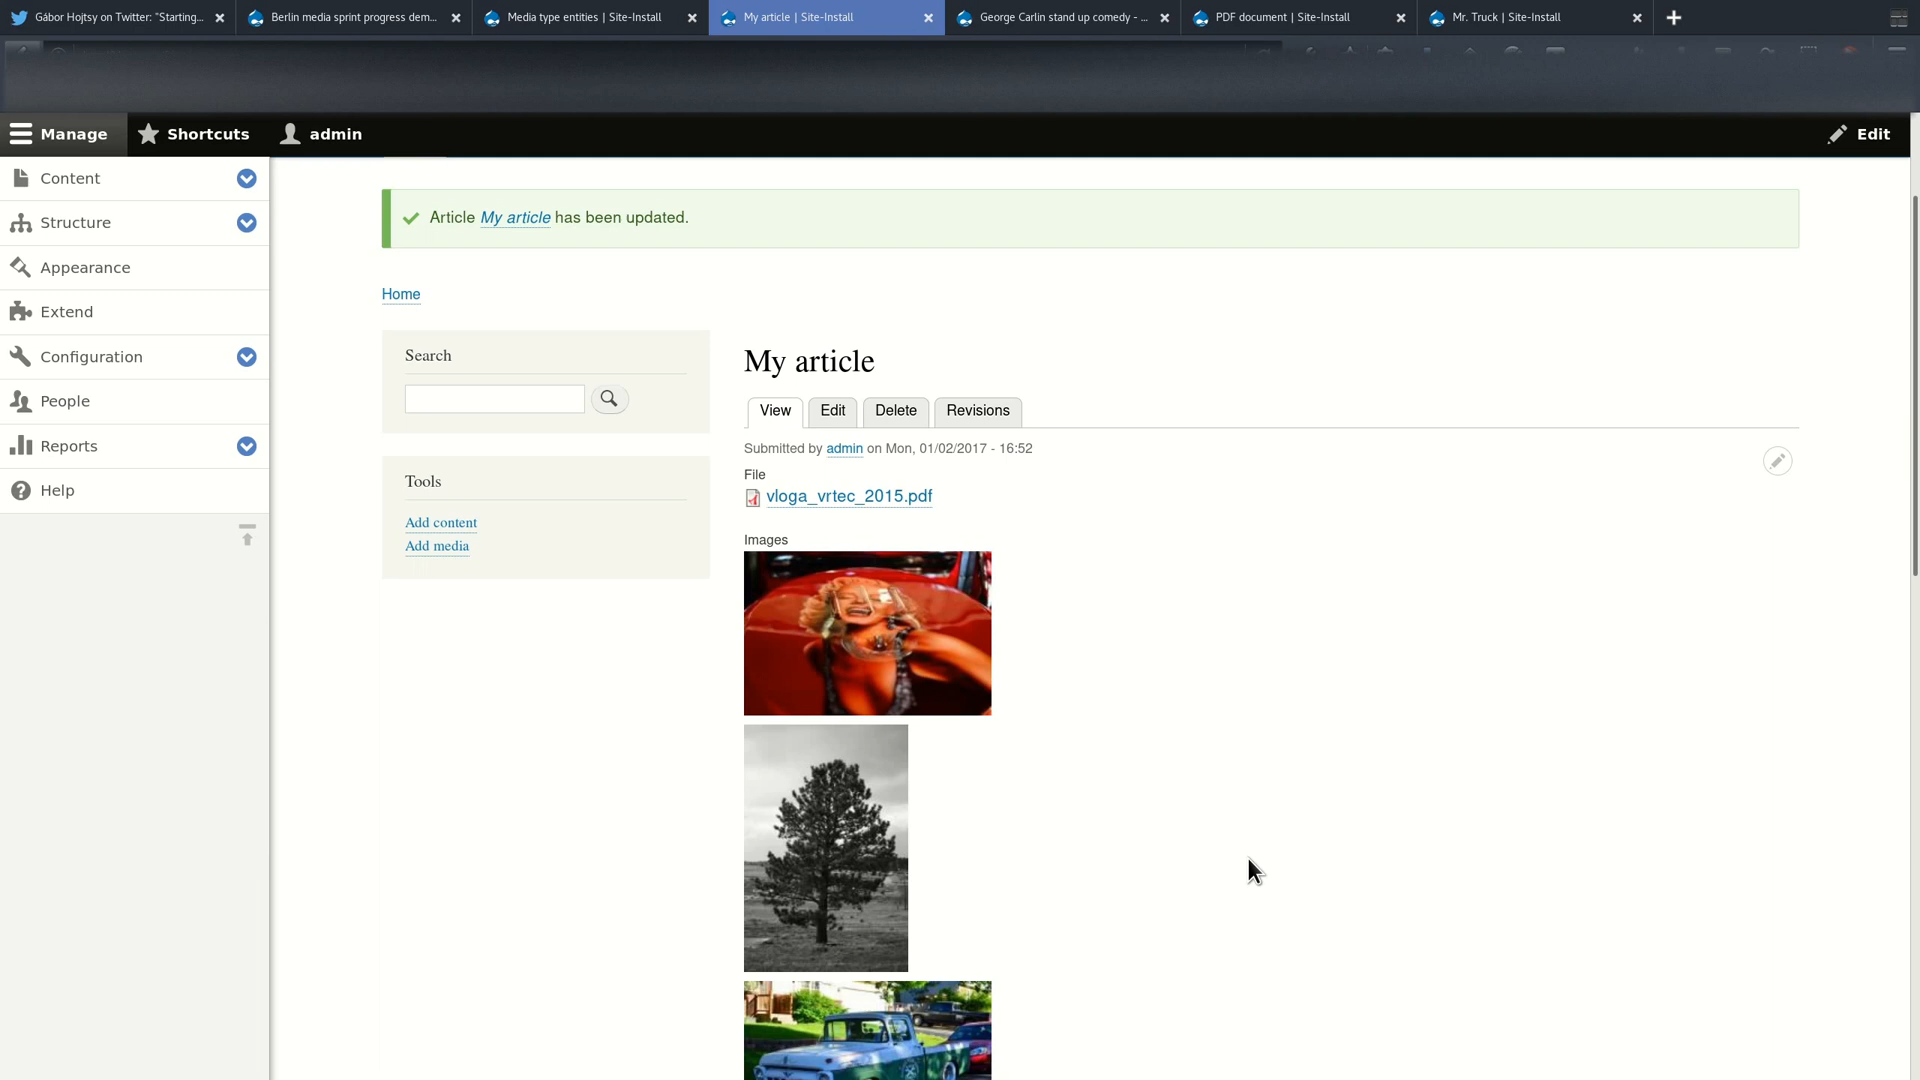 Gábor Hojtsy on Twitter: "Starting...
Berlin media sprint progress dem...
Media type entities | Site-Install
My article | Site-Install
George Carlin stand up comedy - ...
PDF document | Site-Install
Mr. Truck | Site-Install
Manage
Shortcuts
admin
Edit
Content
Structure
Appearance
Extend
Configuration
People
Reports
Help
Article My article has been updated.
Home
Search
Tools
Add content
Add media
My article
View
Edit
Delete
Revisions
Submitted by admin on Mon, 01/02/2017 - 16:52
File
vloga_vrtec_2015.pdf
Images